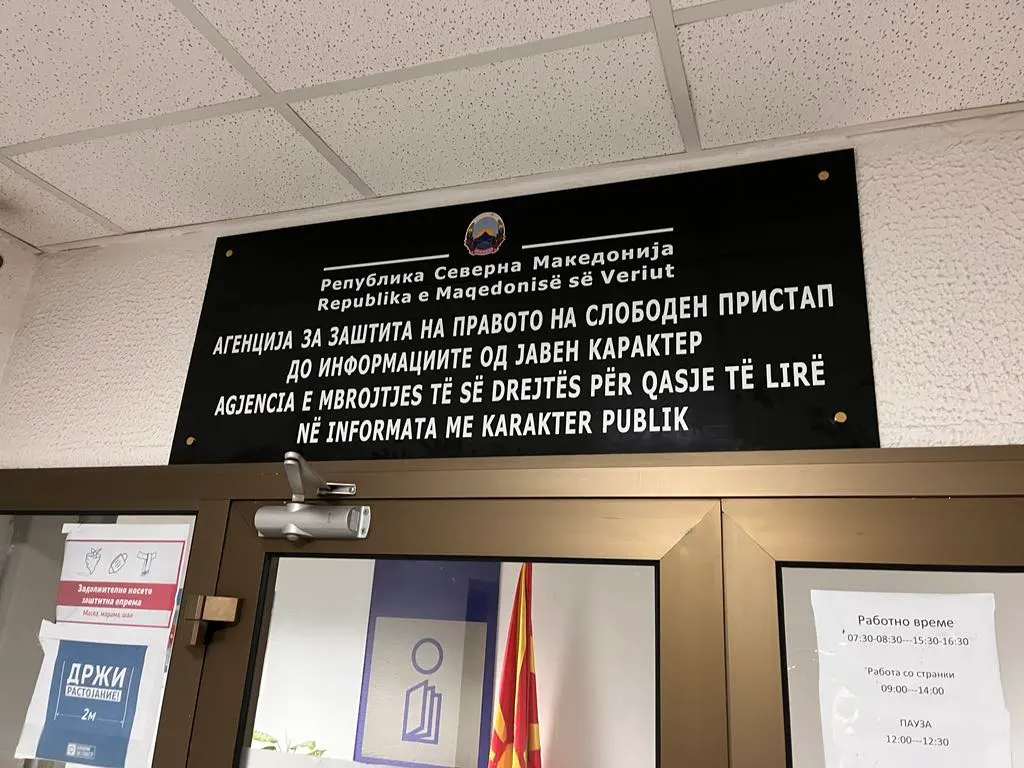 Република Северна Македонија
Republika e Maqedonisë së Veriut
АГЕНЦИЈА ЗА ЗАШТИТА НА ПРАВОТО НА СЛОБОДЕН ПРИСТАП
ДО ИНФОРМАЦИИТЕ ОД ЈАВЕН КАРАКТЕР
AGJENCIA E MBROJTJES TË SË DREJTËS PËR QASJE TË LIRË
NË INFORMATA ME KARAKTER PUBLIK
Задолжително носете
заштитна опрема
Маска, марама, шал
ДРЖИ
РАСТОЈАНИЕ!
2м
Работно време
07:30-08:30---15:30-16:30
Работа со странки
09:00---14:00
ПАУЗА
12:00---12:30